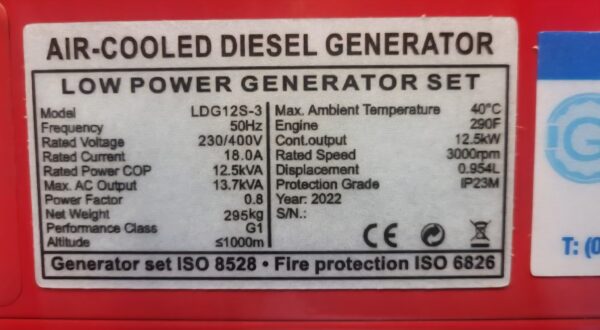 AIR-COOLED DIESEL GENERATOR
LOW POWER GENERATOR SET
Model LDG12S-3
Frequency 50Hz
Rated Voltage 230/400V
Rated Current 18.0A
Rated Power COP 12.5kVA
Max. AC Output 13.7kVA
Power Factor 0.8
Net Weight 295kg
Performance Class G1
Altitude ≤1000m
Max. Ambient Temperature 40°C
Engine 290F
Cont.output 12.5kW
Rated Speed 3000rpm
Displacement 0.954L
Protection Grade IP23M
Year: 2022
S/N.:
CE
Generator set ISO 8528 • Fire protection ISO 6826
G
T: (0